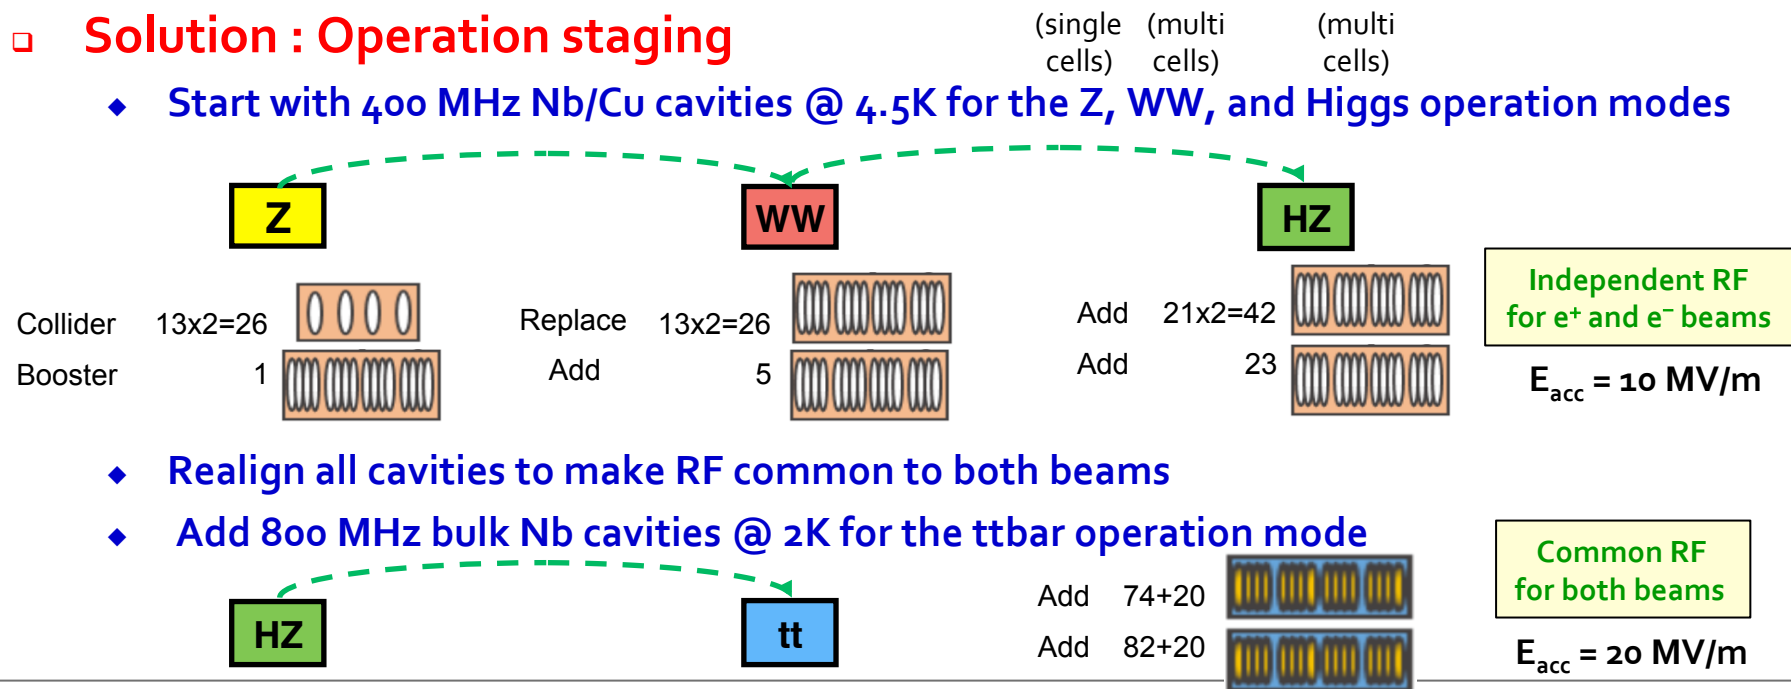 ❑ Solution : Operation staging
(single cells) (multi cells) (multi cells)
◆ Start with 400 MHz Nb/Cu cavities @ 4.5K for the Z, WW, and Higgs operation modes
Z WW HZ
Collider 13x2=26 Replace 13x2=26 Add 21x2=42
Booster 1 Add 5 Add 23
Independent RF
for e⁺ and e⁻ beams
E_acc = 10 MV/m
◆ Realign all cavities to make RF common to both beams
◆ Add 800 MHz bulk Nb cavities @ 2K for the ttbar operation mode
HZ tt
Add 74+20
Add 82+20
Common RF
for both beams
E_acc = 20 MV/m